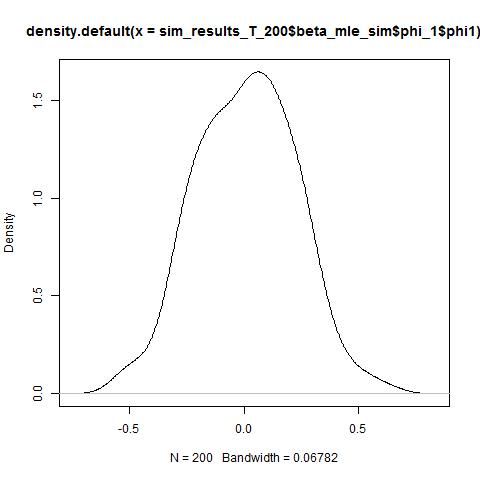 density.default(x = sim_results_T_200$beta_mle_sim$phi_1$phi1)
Density
1.5
1.0
0.5
0.0
-0.5
0.0
0.5
N = 200 Bandwidth = 0.06782